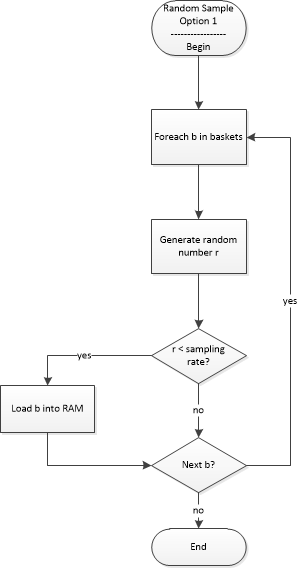 Random Sample
Option 1
-----------------
Begin
Foreach b in baskets
Generate random
number r
r < sampling
rate?
yes
no
Load b into RAM
Next b?
yes
no
End